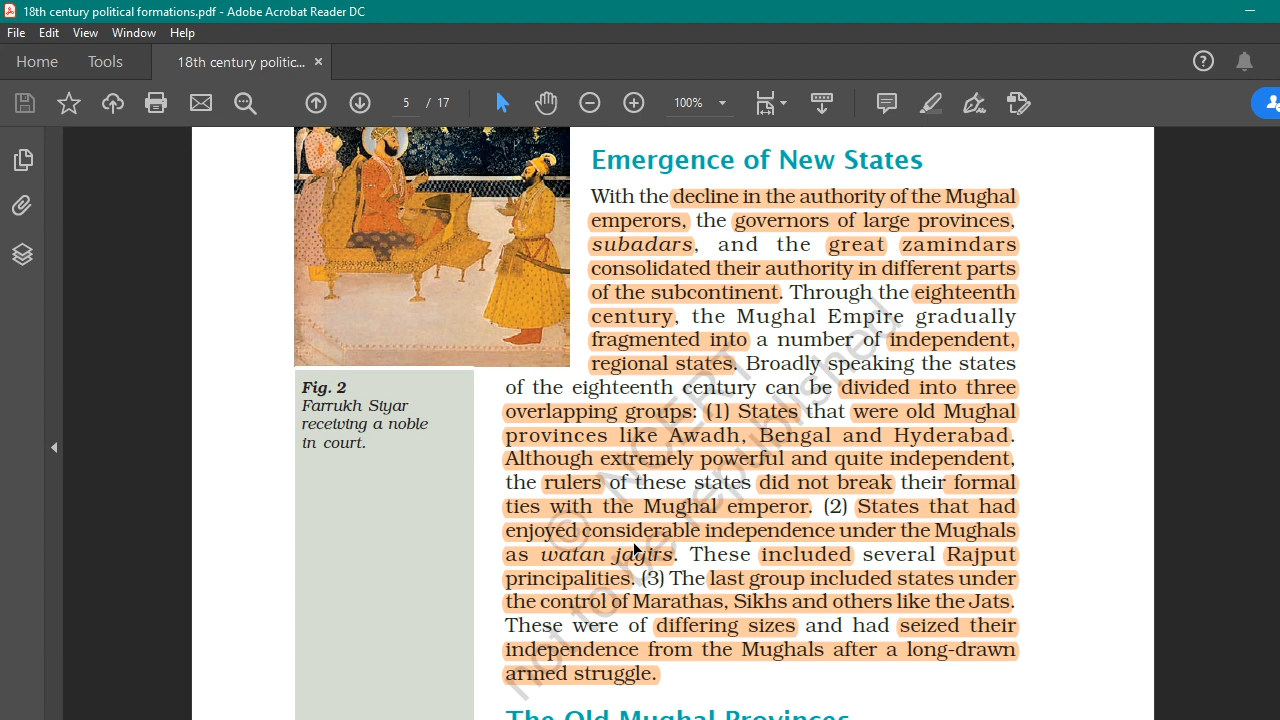 18th century political formations.pdf - Adobe Acrobat Reader DC
File Edit View Window Help
Home Tools 18th century politic... ×
5 / 17 100%
Emergence of New States
With the decline in the authority of the Mughal
emperors, the governors of large provinces,
subadars, and the great zamindars
consolidated their authority in different parts
of the subcontinent. Through the eighteenth
century, the Mughal Empire gradually
fragmented into a number of independent,
regional states. Broadly speaking the states
of the eighteenth century can be divided into three
overlapping groups: (1) States that were old Mughal
provinces like Awadh, Bengal and Hyderabad.
Although extremely powerful and quite independent,
the rulers of these states did not break their formal
ties with the Mughal emperor. (2) States that had
enjoyed considerable independence under the Mughals
as watan jagirs. These included several Rajput
principalities. (3) The last group included states under
the control of Marathas, Sikhs and others like the Jats.
These were of differing sizes and had seized their
independence from the Mughals after a long-drawn
armed struggle.
Fig. 2
Farrukh Siyar
receiving a noble
in court.
© NCERT
not to be republished
The Old Mughal Provinces